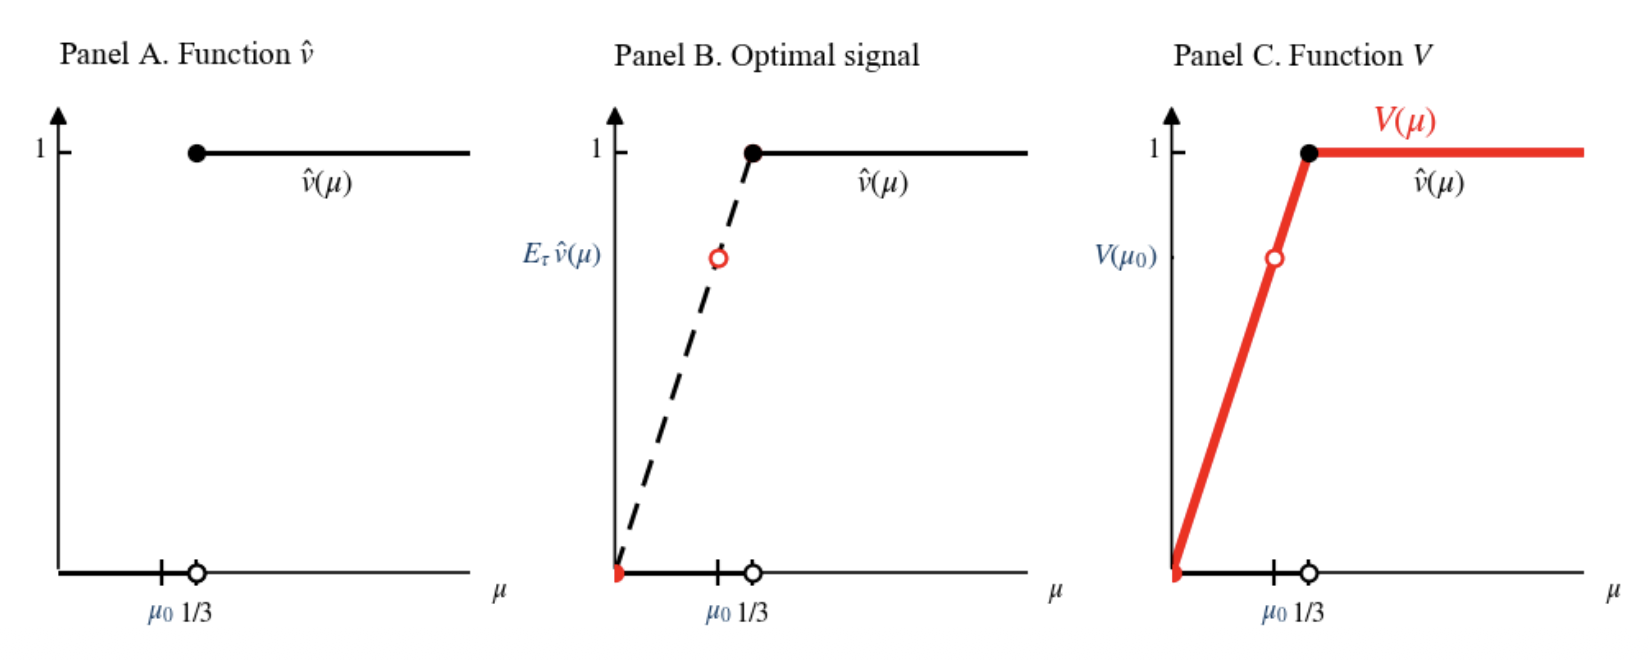 Panel A. Function v̂
1
v̂(μ)
μ₀ 1/3
μ
Panel B. Optimal signal
1
v̂(μ)
E_τ v̂(μ)
μ₀ 1/3
μ
Panel C. Function V
V(μ)
1
v̂(μ)
V(μ₀)
μ₀ 1/3
μ